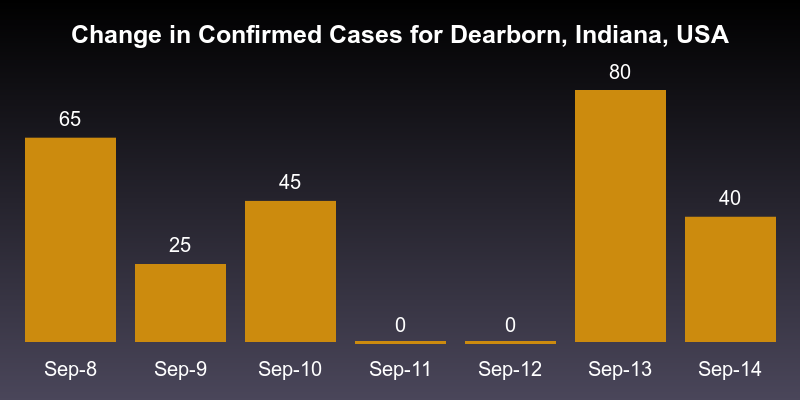 Change in Confirmed Cases for Dearborn, Indiana, USA
80
65
45
40
25
0
0
Sep-8
Sep-9
Sep-10
Sep-11
Sep-12
Sep-13
Sep-14